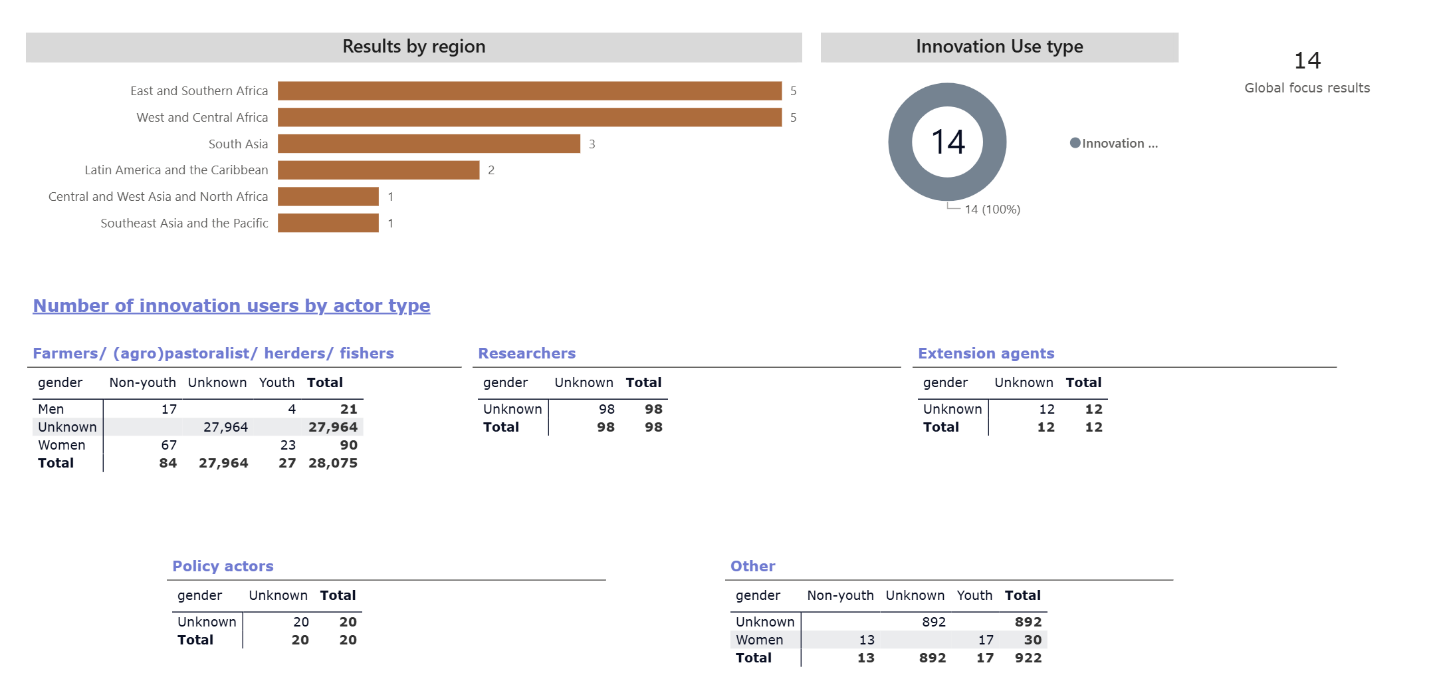 Results by region
East and Southern Africa 5
West and Central Africa 5
South Asia 3
Latin America and the Caribbean 2
Central and West Asia and North Africa 1
Southeast Asia and the Pacific 1
Innovation Use type
14
Innovation ...
14 (100%)
14
Global focus results
Number of innovation users by actor type
Farmers/ (agro)pastoralist/ herders/ fishers
gender Non-youth Unknown Youth Total
Men 17 4 21
Unknown 27,964 27,964
Women 67 23 90
Total 84 27,964 27 28,075
Researchers
gender Unknown Total
Unknown 98 98
Total 98 98
Extension agents
gender Unknown Total
Unknown 12 12
Total 12 12
Policy actors
gender Unknown Total
Unknown 20 20
Total 20 20
Other
gender Non-youth Unknown Youth Total
Unknown 892 892
Women 13 17 30
Total 13 892 17 922